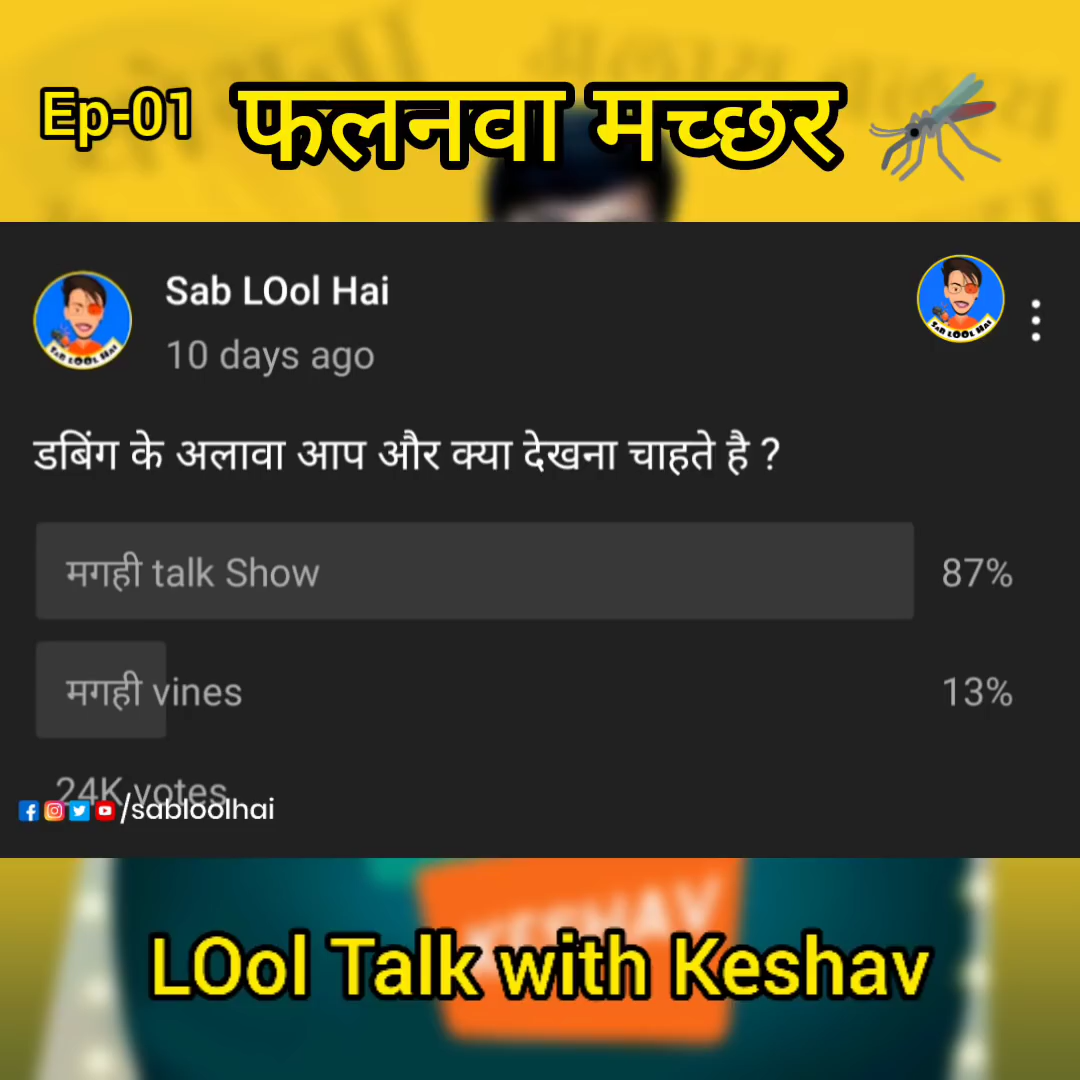 Ep-01 फलनवा मच्छर
Sab LOol Hai
10 days ago
डबिंग के अलावा आप और क्या देखना चाहते है ?
मगही talk Show 87%
मगही vines 13%
24K votes
/sabloolhai
KESHAV
LOol Talk with Keshav